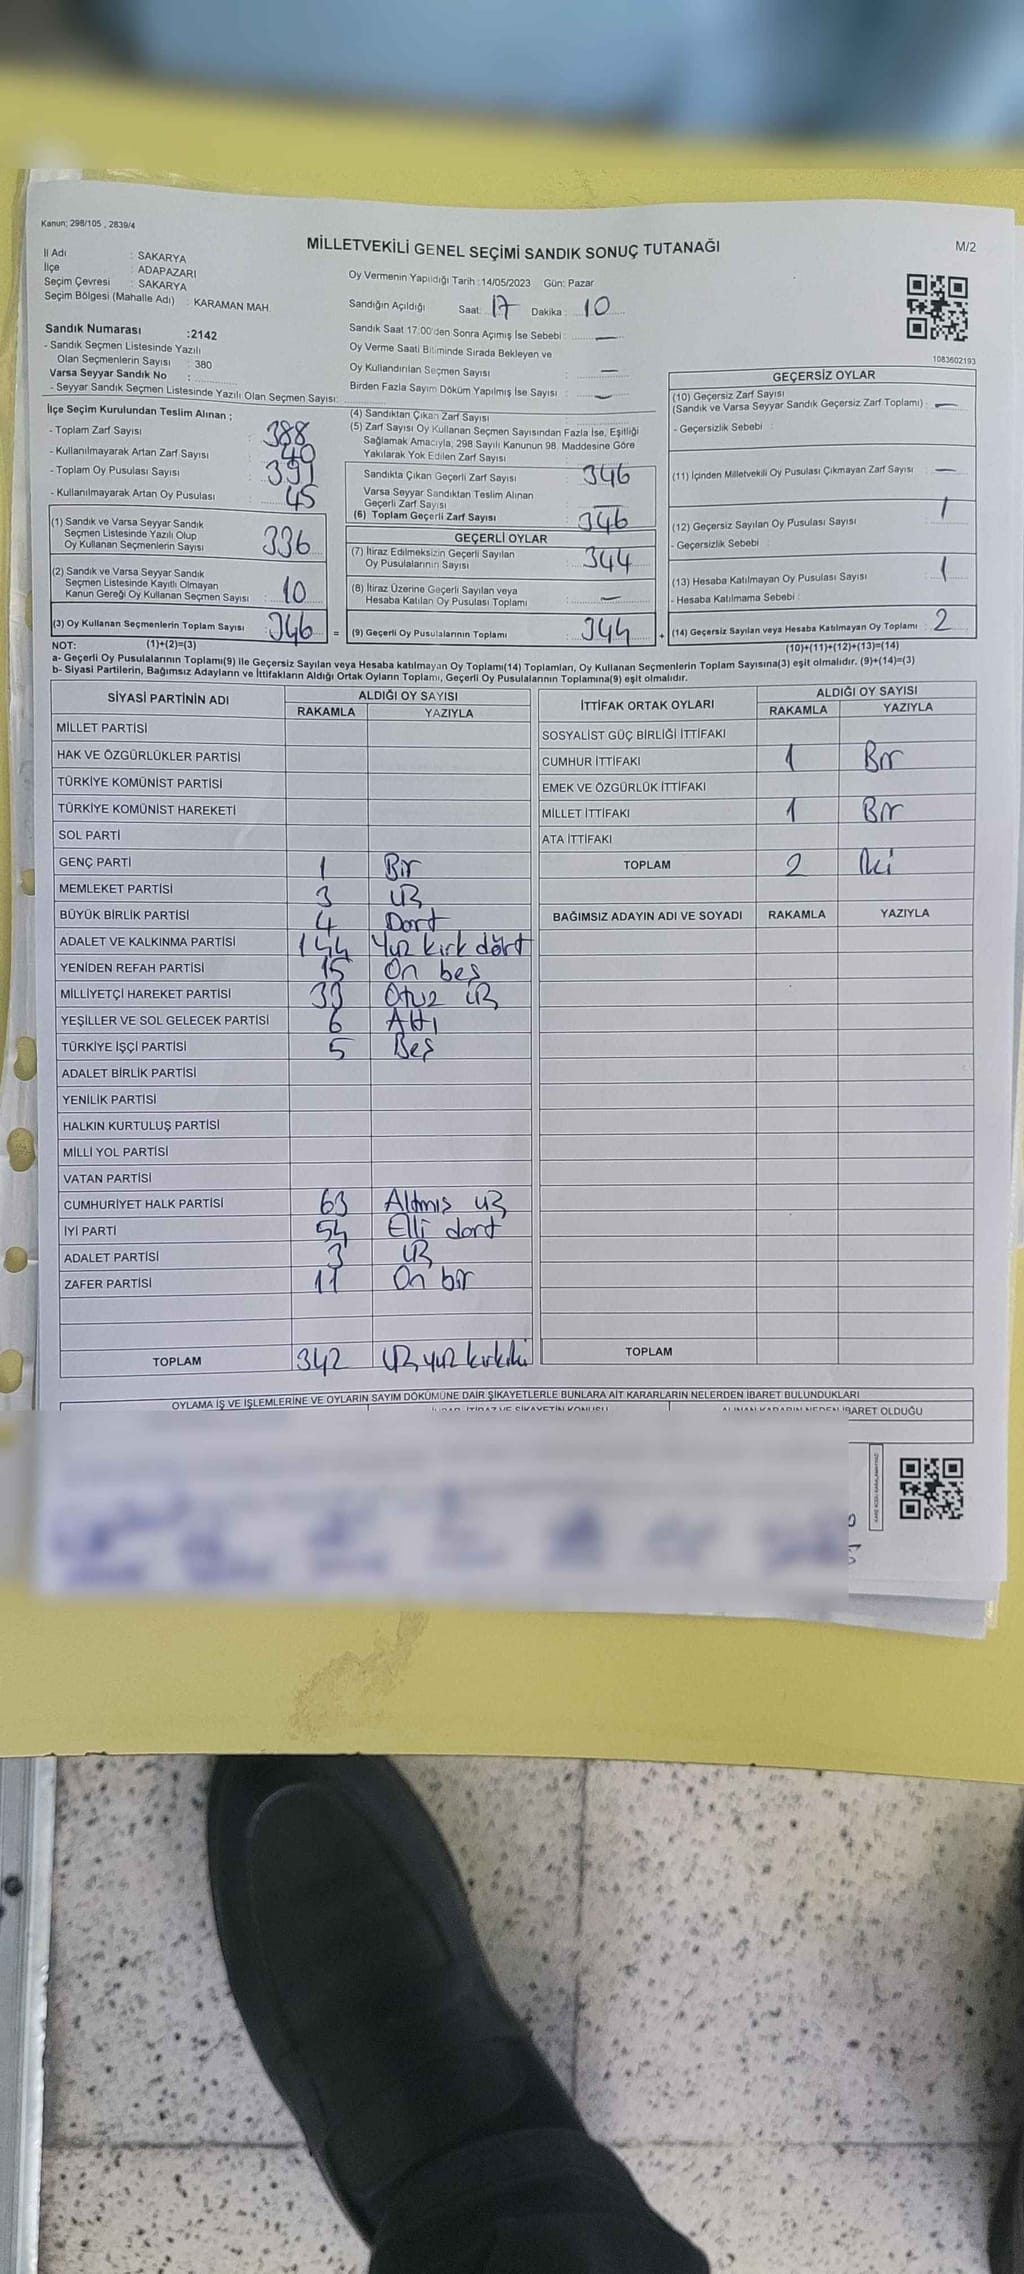 Kanun; 298/105 , 2839/4
MİLLETVEKİLİ GENEL SEÇİMİ SANDIK SONUÇ TUTANAĞI
M/2
İl Adı : SAKARYA
İlçe : ADAPAZARI
Seçim Çevresi : SAKARYA
Seçim Bölgesi (Mahalle Adı) : KARAMAN MAH.
Oy Vermenin Yapıldığı Tarih :14/05/2023 Gün: Pazar
Sandığın Açıldığı Saat: 17 Dakika : 10
Sandık Saat 17:00'den Sonra Açımış İse Sebebi : —
Oy Verme Saati Bitiminde Sırada Bekleyen ve
Oy Kullandırılan Seçmen Sayısı : —
Birden Fazla Sayım Döküm Yapılmış İse Sayısı : —
1083602193
Sandık Numarası :2142
- Sandık Seçmen Listesinde Yazılı
Olan Seçmenlerin Sayısı : 380
Varsa Seyyar Sandık No :
- Seyyar Sandık Seçmen Listesinde Yazılı Olan Seçmen Sayısı:
İlçe Seçim Kurulundan Teslim Alınan ;
- Toplam Zarf Sayısı : 388
- Kullanılmayarak Artan Zarf Sayısı : 40
- Toplam Oy Pusulası Sayısı : 391
- Kullanılmayarak Artan Oy Pusulası : 45
(1) Sandık ve Varsa Seyyar Sandık
Seçmen Listesinde Yazılı Olup
Oy Kullanan Seçmenlerin Sayısı : 336
(2) Sandık ve Varsa Seyyar Sandık
Seçmen Listesinde Kayıtlı Olmayan
Kanun Gereği Oy Kullanan Seçmen Sayısı : 10
(3) Oy Kullanan Seçmenlerin Toplam Sayısı : 346
(4) Sandıktan Çıkan Zarf Sayısı :
(5) Zarf Sayısı Oy Kullanan Seçmen Sayısından Fazla İse, Eşitliği
Sağlamak Amacıyla, 298 Sayılı Kanunun 98. Maddesine Göre
Yakılarak Yok Edilen Zarf Sayısı :
Sandıkta Çıkan Geçerli Zarf Sayısı : 346
Varsa Seyyar Sandıktan Teslim Alınan
Geçerli Zarf Sayısı : —
(6) Toplam Geçerli Zarf Sayısı : 346
GEÇERLİ OYLAR
(7) İtiraz Edilmeksizin Geçerli Sayılan
Oy Pusulalarının Sayısı : 344
(8) İtiraz Üzerine Geçerli Sayılan veya
Hesaba Katılan Oy Pusulası Toplamı : —
= (9) Geçerli Oy Pusulalarının Toplamı : 344
GEÇERSİZ OYLAR
(10) Geçersiz Zarf Sayısı
(Sandık ve Varsa Seyyar Sandık Geçersiz Zarf Toplamı) : —
- Geçersizlik Sebebi :
(11) İçinden Milletvekili Oy Pusulası Çıkmayan Zarf Sayısı : —
(12) Geçersiz Sayılan Oy Pusulası Sayısı : 1
- Geçersizlik Sebebi :
(13) Hesaba Katılmayan Oy Pusulası Sayısı : 1
- Hesaba Katılmama Sebebi :
+ (14) Geçersiz Sayılan veya Hesaba Katılmayan Oy Toplamı : 2
NOT: (1)+(2)=(3) (10)+(11)+(12)+(13)=(14)
a- Geçerli Oy Pusulalarının Toplamı(9) ile Geçersiz Sayılan veya Hesaba katılmayan Oy Toplamı(14) Toplamları, Oy Kullanan Seçmenlerin Toplam Sayısına(3) eşit olmalıdır. (9)+(14)=(3)
b- Siyasi Partilerin, Bağımsız Adayların ve İttifakların Aldığı Ortak Oyların Toplamı, Geçerli Oy Pusulalarının Toplamına(9) eşit olmalıdır.
SİYASİ PARTİNİN ADI ALDIĞI OY SAYISI
RAKAMLA YAZIYLA
MİLLET PARTİSİ
HAK VE ÖZGÜRLÜKLER PARTİSİ
TÜRKİYE KOMÜNİST PARTİSİ
TÜRKİYE KOMÜNİST HAREKETİ
SOL PARTİ
GENÇ PARTİ 1 Bir
MEMLEKET PARTİSİ 3 üç
BÜYÜK BİRLİK PARTİSİ 4 Dort
ADALET VE KALKINMA PARTİSİ 144 Yuz kırk dört
YENİDEN REFAH PARTİSİ 15 On beş
MİLLİYETÇİ HAREKET PARTİSİ 33 Otuz üç
YEŞİLLER VE SOL GELECEK PARTİSİ 6 Altı
TÜRKİYE İŞÇİ PARTİSİ 5 Beş
ADALET BİRLİK PARTİSİ
YENİLİK PARTİSİ
HALKIN KURTULUŞ PARTİSİ
MİLLİ YOL PARTİSİ
VATAN PARTİSİ
CUMHURİYET HALK PARTİSİ 63 Altmıs üç
İYİ PARTİ 54 Elli dort
ADALET PARTİSİ 3 üç
ZAFER PARTİSİ 11 On bir
TOPLAM 342 üç yuz kırkiki
İTTİFAK ORTAK OYLARI ALDIĞI OY SAYISI
RAKAMLA YAZIYLA
SOSYALİST GÜÇ BİRLİĞİ İTTİFAKI
CUMHUR İTTİFAKI 1 Bir
EMEK VE ÖZGÜRLÜK İTTİFAKI
MİLLET İTTİFAKI 1 Bir
ATA İTTİFAKI
TOPLAM 2 İki
BAĞIMSIZ ADAYIN ADI VE SOYADI RAKAMLA YAZIYLA
TOPLAM
OYLAMA İŞ VE İŞLEMLERİNE VE OYLARIN SAYIM DÖKÜMÜNE DAİR ŞİKAYETLERLE BUNLARA AİT KARARLARIN NELERDEN İBARET BULUNDUKLARI
İTİRAZ VE ŞİKAYETİN KONUSU ALINAN KARARIN NEDEN İBARET OLDUĞU